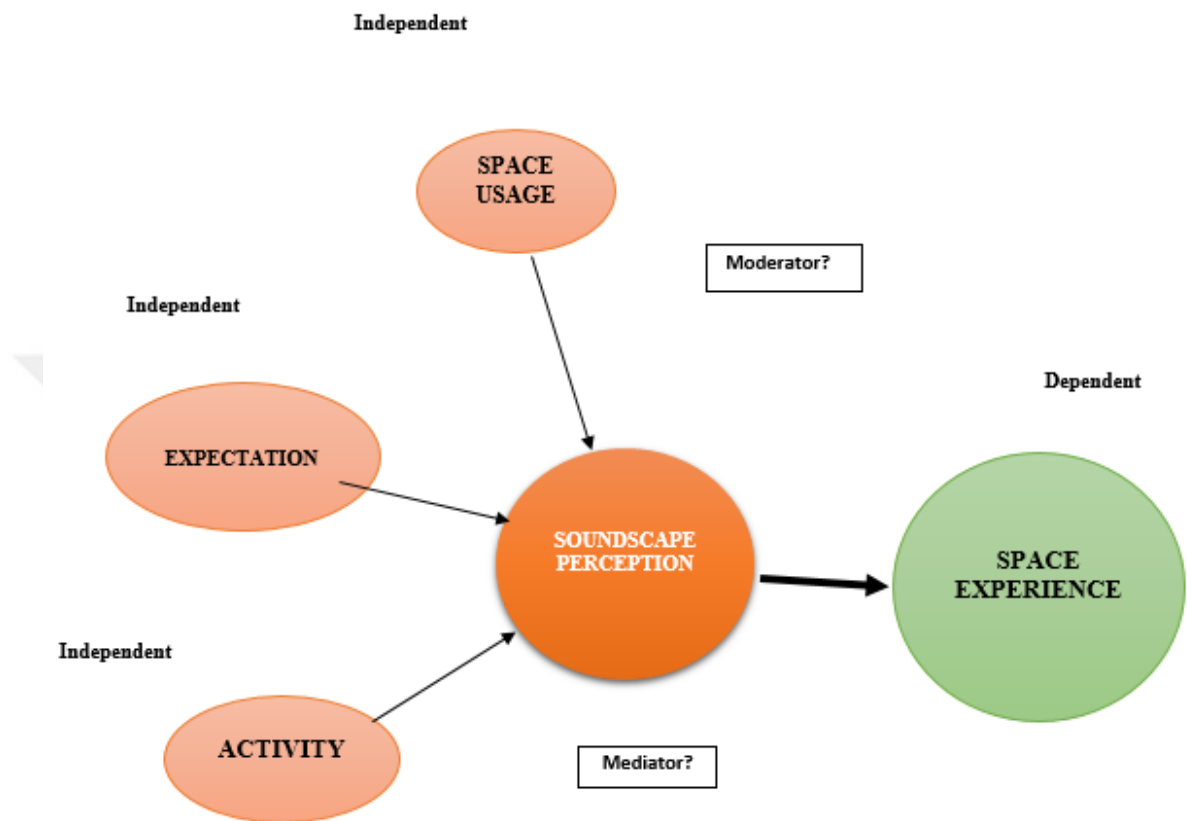 Independent
SPACE
USAGE
Moderator?
Independent
Dependent
EXPECTATION
SOUNDSCAPE
PERCEPTION
SPACE
EXPERIENCE
Independent
ACTIVITY
Mediator?